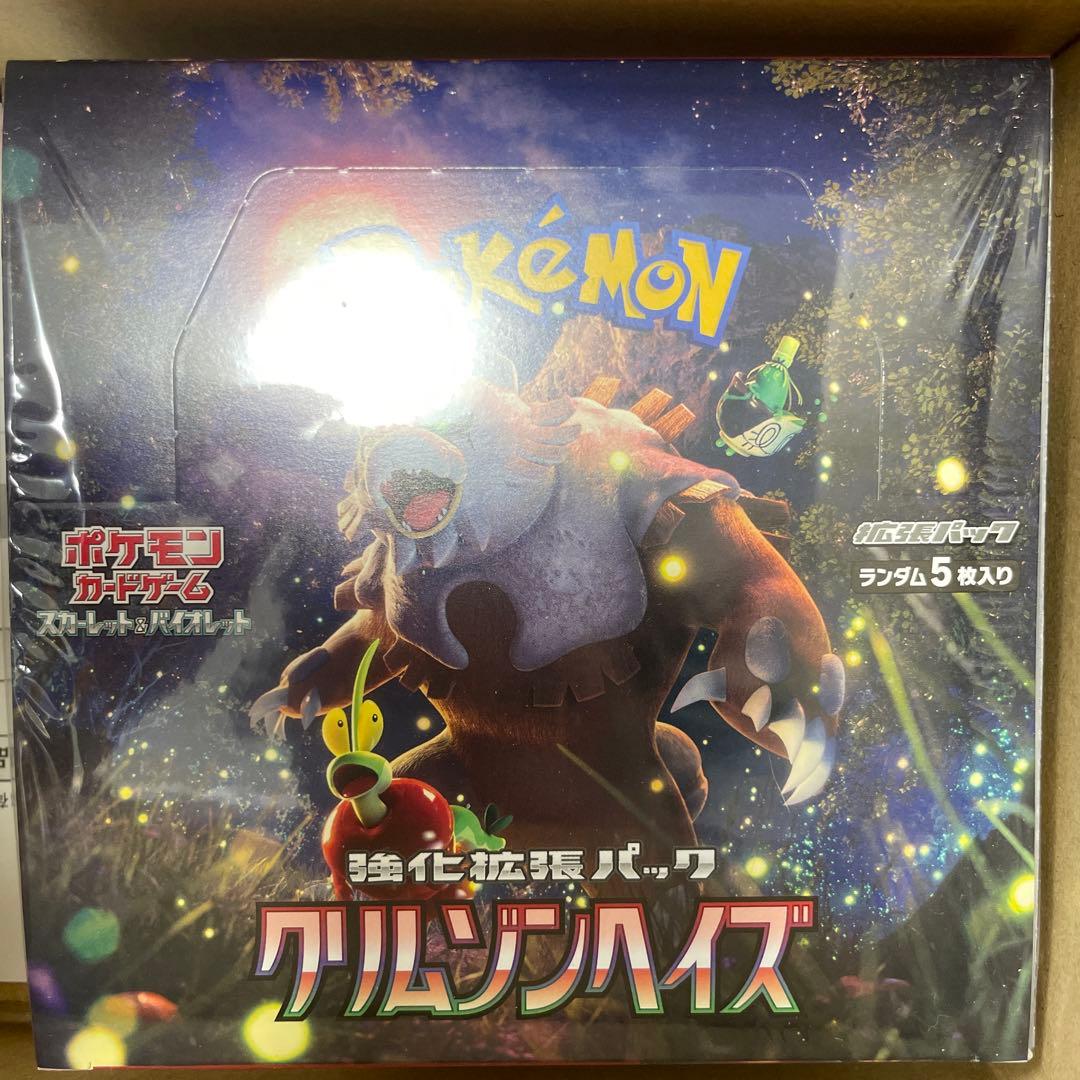 KéMON
ポケモン
カードゲーム
スカーレット&バイオレット
拡張パック
ランダム5枚入り
強化拡張パック
クリムゾンヘイズ